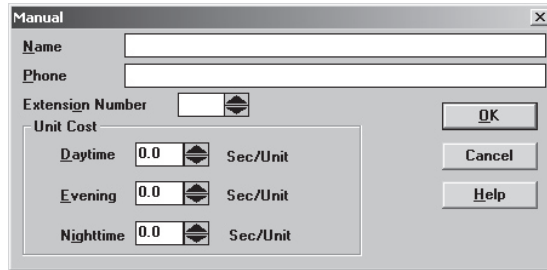 Manual
Name
Phone
Extension Number
Unit Cost
Daytime 0.0 Sec/Unit
Evening 0.0 Sec/Unit
Nighttime 0.0 Sec/Unit
OK
Cancel
Help